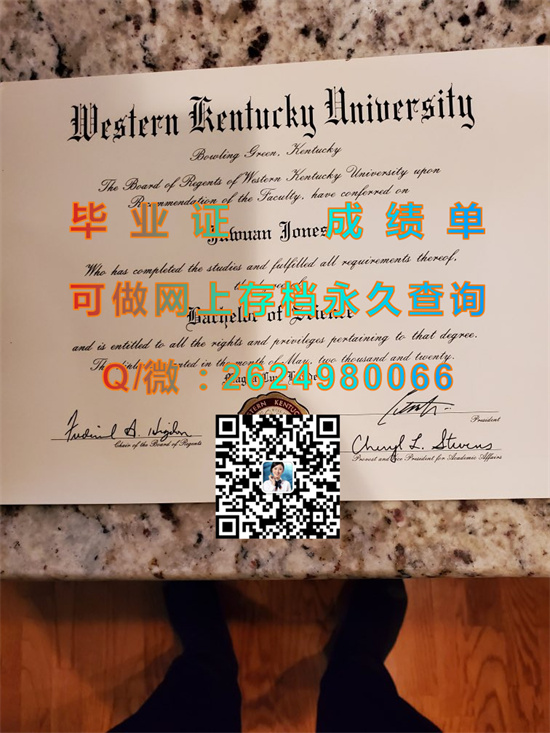 Western Kentucky University
Bowling Green, Kentucky
The Board of Regents of Western Kentucky University upon
Recommendation of the Faculty, have conferred on
毕业证 成绩单
Jones
Who has completed the studies and fulfilled all requirements thereof,
可做网上存档永久查询
Bachelor of Science
and is entitled to all the rights and privileges pertaining to that degree.
in the month of May, two thousand and twenty.
Q/微:2624980066
Chair of the Board of Regents
President
Cheryl L. Stevens
Provost and Vice President for Academic Affairs